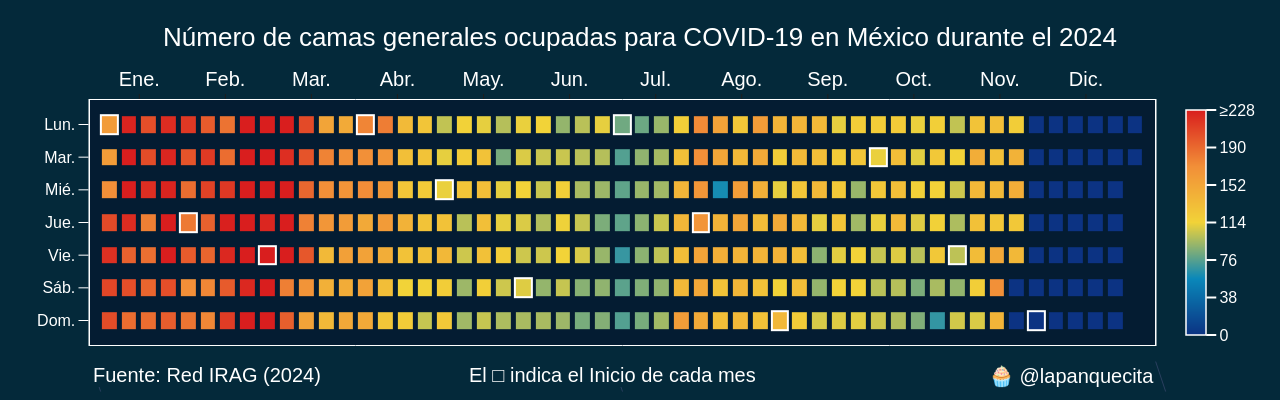 Número de camas generales ocupadas para COVID-19 en México durante el 2024
Ene. Feb. Mar. Abr. May. Jun. Jul. Ago. Sep. Oct. Nov. Dic.
Lun.
Mar.
Mié.
Jue.
Vie.
Sáb.
Dom.
≥228
190
152
114
76
38
0
Fuente: Red IRAG (2024)
El □ indica el Inicio de cada mes
🧁 @lapanquecita